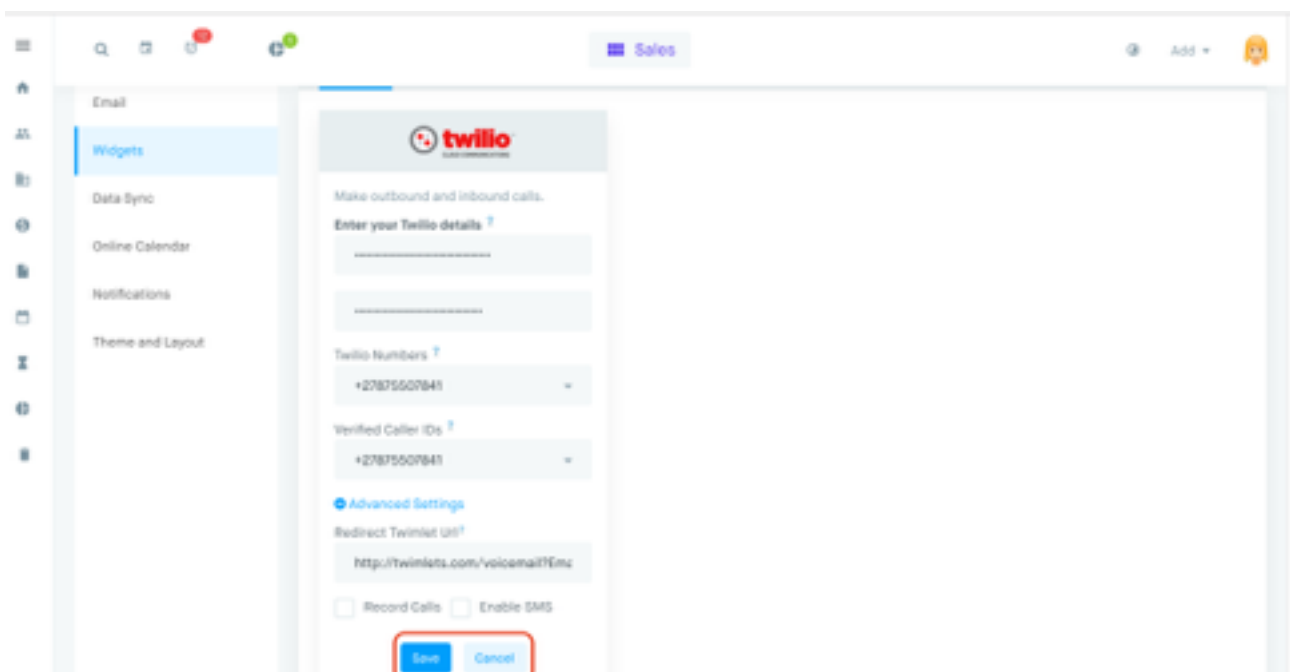 Sales
Add
Email
Widgets
Data Sync
Online Calendar
Notifications
Theme and Layout
twilio
Make outbound and inbound calls.
Enter your Twilio details ?
Twilio Numbers ?
+27875507841
Verified Caller IDs ?
+27875507841
Advanced Settings
Redirect Twimlet Url?
http://twimlets.com/voicemail?Ema
Record Calls Enable SMS
Save Cancel